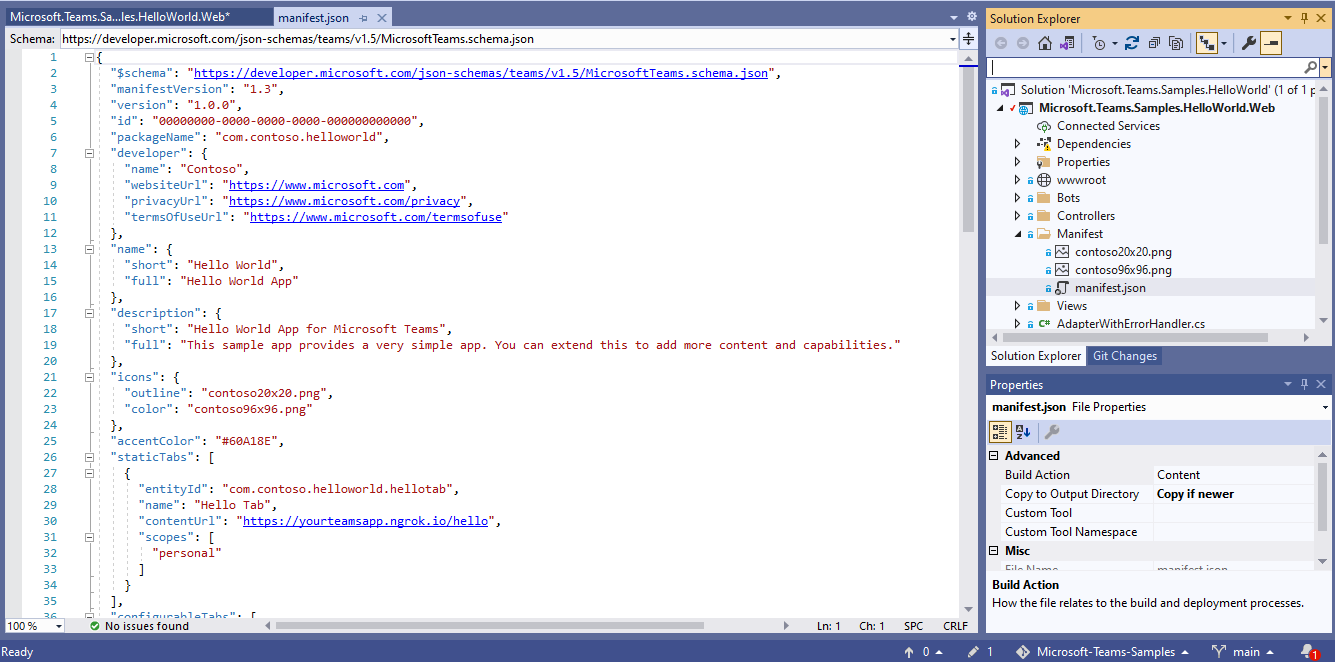 Microsoft.Teams.Sa...les.HelloWorld.Web*
manifest.json
Schema: https://developer.microsoft.com/json-schemas/teams/v1.5/MicrosoftTeams.schema.json
1 {
2 "$schema": "https://developer.microsoft.com/json-schemas/teams/v1.5/MicrosoftTeams.schema.json",
3 "manifestVersion": "1.3",
4 "version": "1.0.0",
5 "id": "00000000-0000-0000-0000-000000000000",
6 "packageName": "com.contoso.helloworld",
7 "developer": {
8 "name": "Contoso",
9 "websiteUrl": "https://www.microsoft.com",
10 "privacyUrl": "https://www.microsoft.com/privacy",
11 "termsOfUseUrl": "https://www.microsoft.com/termsofuse"
12 },
13 "name": {
14 "short": "Hello World",
15 "full": "Hello World App"
16 },
17 "description": {
18 "short": "Hello World App for Microsoft Teams",
19 "full": "This sample app provides a very simple app. You can extend this to add more content and capabilities."
20 },
21 "icons": {
22 "outline": "contoso20x20.png",
23 "color": "contoso96x96.png"
24 },
25 "accentColor": "#60A18E",
26 "staticTabs": [
27 {
28 "entityId": "com.contoso.helloworld.hellotab",
29 "name": "Hello Tab",
30 "contentUrl": "https://yourteamsapp.ngrok.io/hello",
31 "scopes": [
32 "personal"
33 ]
34 }
35 ],
36 "configurableTabs": [
100 %
No issues found
Ln: 1 Ch: 1 SPC CRLF
Solution Explorer
Solution 'Microsoft.Teams.Samples.HelloWorld' (1 of 1 p
Microsoft.Teams.Samples.HelloWorld.Web
Connected Services
Dependencies
Properties
wwwroot
Bots
Controllers
Manifest
contoso20x20.png
contoso96x96.png
manifest.json
Views
C# AdapterWithErrorHandler.cs
Solution Explorer Git Changes
Properties
manifest.json File Properties
Advanced
Build Action Content
Copy to Output Directory Copy if newer
Custom Tool
Custom Tool Namespace
Misc
File Name manifest.json
Build Action
How the file relates to the build and deployment processes.
Ready
0
1
Microsoft-Teams-Samples
main
1